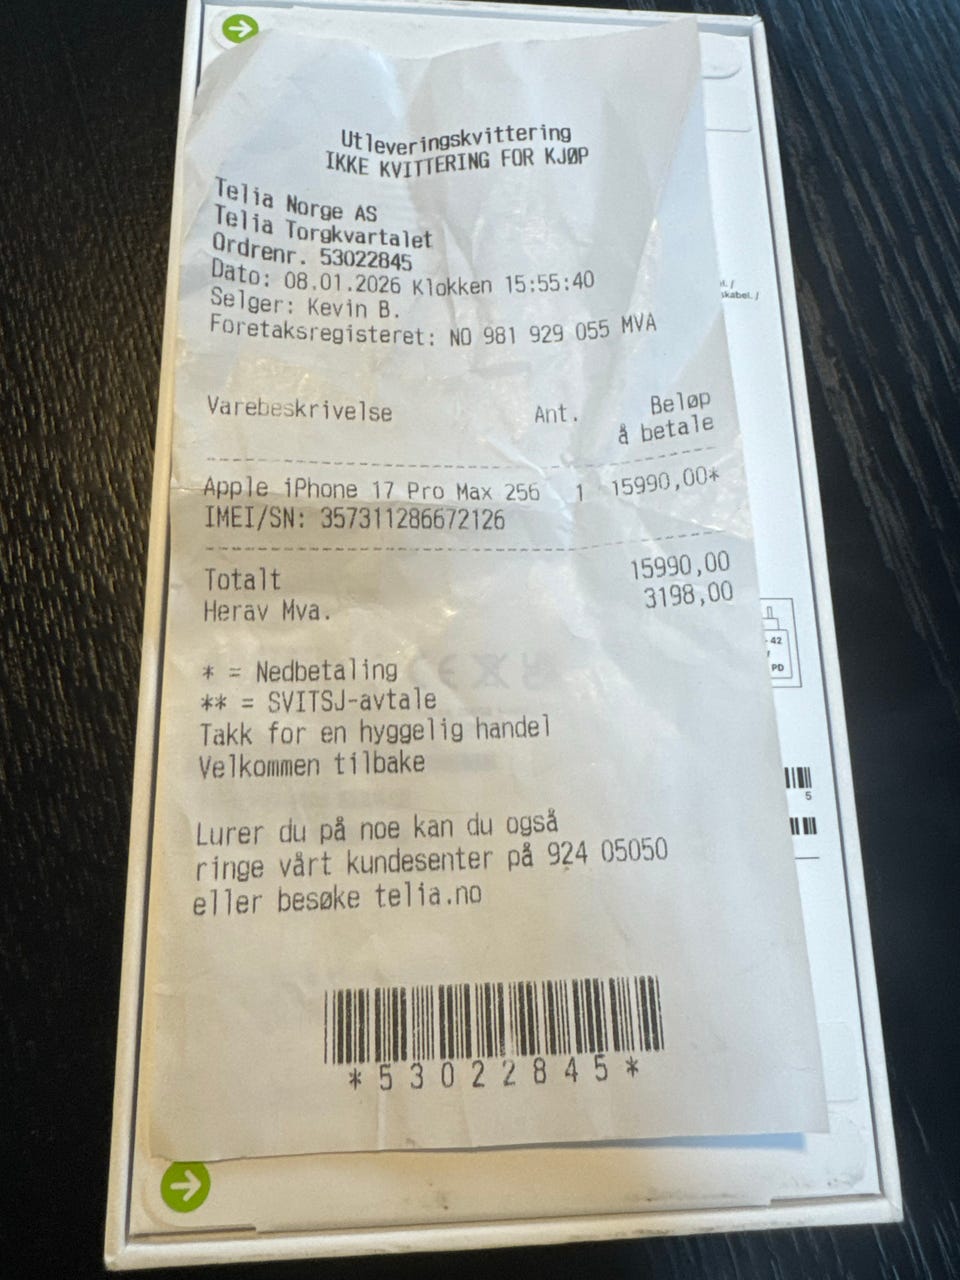 Utleveringskvittering
IKKE KVITTERING FOR KJØP
Telia Norge AS
Telia Torgkvartalet
Ordrenr. 53022845
Dato: 08.01.2026 Klokken 15:55:40
Selger: Kevin B.
Foretaksregisteret: NO 981 929 055 MVA
Varebeskrivelse Ant. Beløp
å betale
Apple iPhone 17 Pro Max 256 1 15990,00*
IMEI/SN: 357311286672126
Totalt 15990,00
Herav Mva. 3198,00
* = Nedbetaling
** = SVITSJ-avtale
Takk for en hyggelig handel
Velkommen tilbake
Lurer du på noe kan du også
ringe vårt kundesenter på 924 05050
eller besøke telia.no
*53022845*
42
PD
5